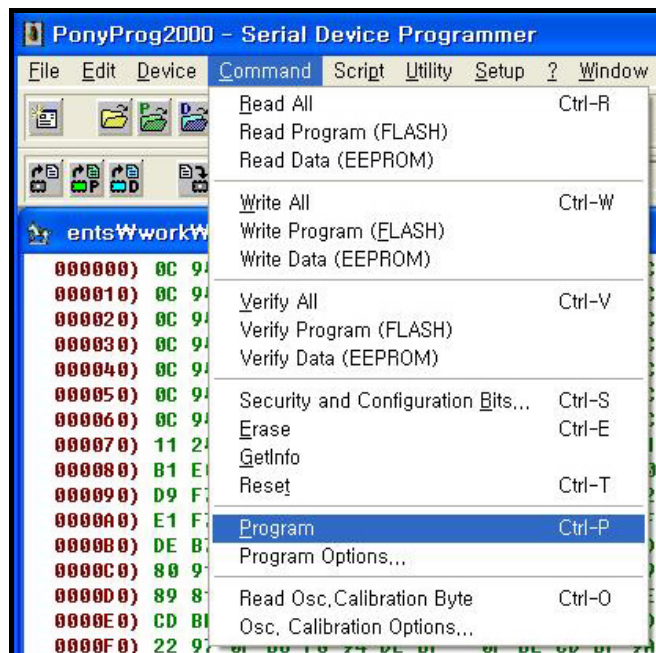 PonyProg2000 - Serial Device Programmer
File Edit Device Command Script Utility Setup ? Window
Read All Ctrl-R
Read Program (FLASH)
Read Data (EEPROM)
Write All Ctrl-W
Write Program (FLASH)
Write Data (EEPROM)
Verify All Ctrl-V
Verify Program (FLASH)
Verify Data (EEPROM)
Security and Configuration Bits... Ctrl-S
Erase Ctrl-E
GetInfo
Reset Ctrl-T
Program Ctrl-P
Program Options...
Read Osc.Calibration Byte Ctrl-O
Osc. Calibration Options...
ents₩work₩
000000) 0C
000010) 0C
000020) 0C
000030) 0C
000040) 0C
000050) 0C
000060) 0C
000070) 11
000080) B1
000090) D9
0000A0) E1
0000B0) DE
0000C0) 80
0000D0) 89
0000E0) CD
0000F0) 22